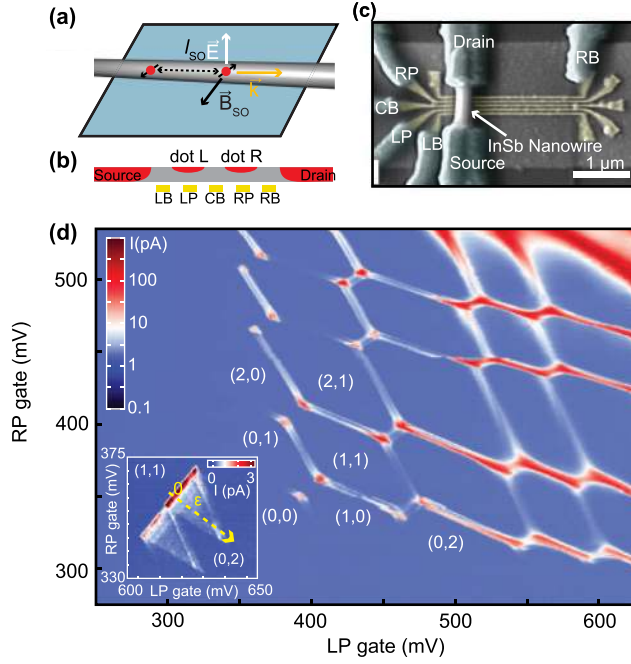 (a)
l_SO
E
B_SO
k
(b)
dot L dot R
Source Drain
LB LP CB RP RB
(c)
Drain
RB
RP
CB
LP
LB
Source
InSb Nanowire
1 μm
(d)
I(pA)
100
10
1
0.1
RP gate (mV)
500
400
300
(2,0) (2,1)
(0,1) (1,1)
(0,0) (1,0) (0,2)
375
330
RP gate (mV)
(1,1)
0 3
I (pA)
0
ε
(0,2)
600 650
LP gate (mV)
300 400 500 600
LP gate (mV)